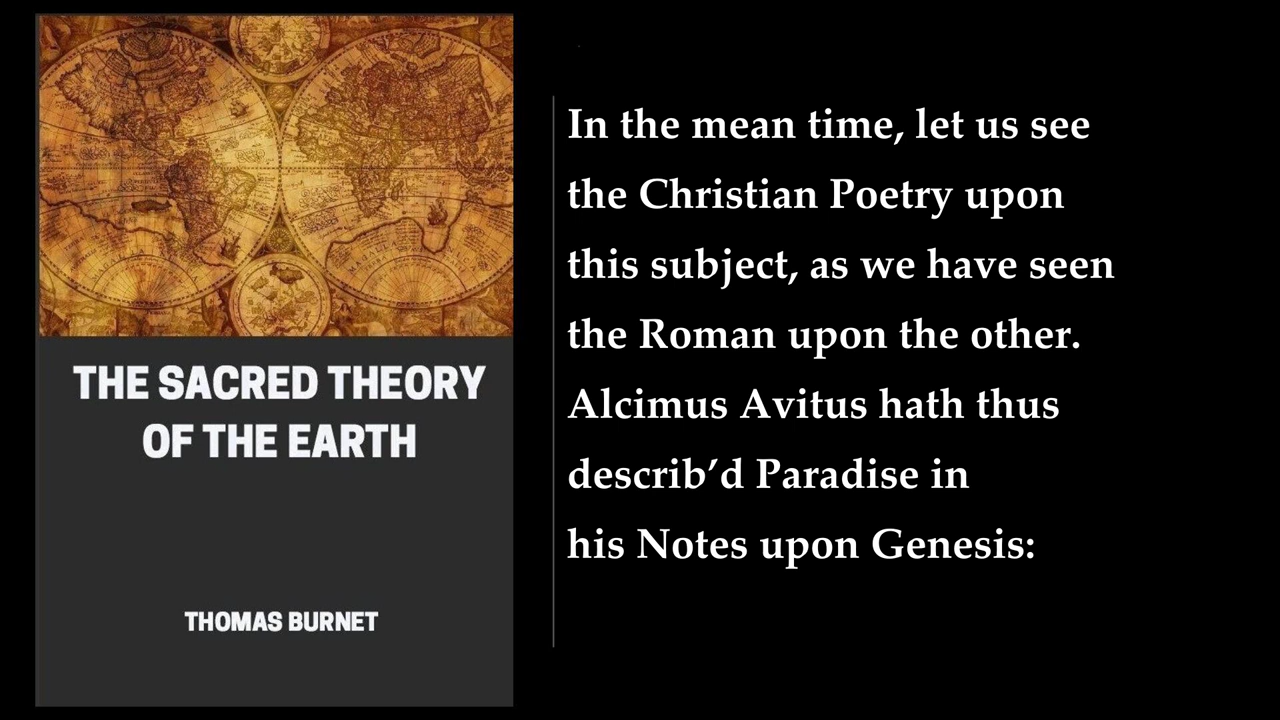 THE SACRED THEORY
OF THE EARTH
THOMAS BURNET
In the mean time, let us see
the Christian Poetry upon
this subject, as we have seen
the Roman upon the other.
Alcimus Avitus hath thus
describ’d Paradise in
his Notes upon Genesis: